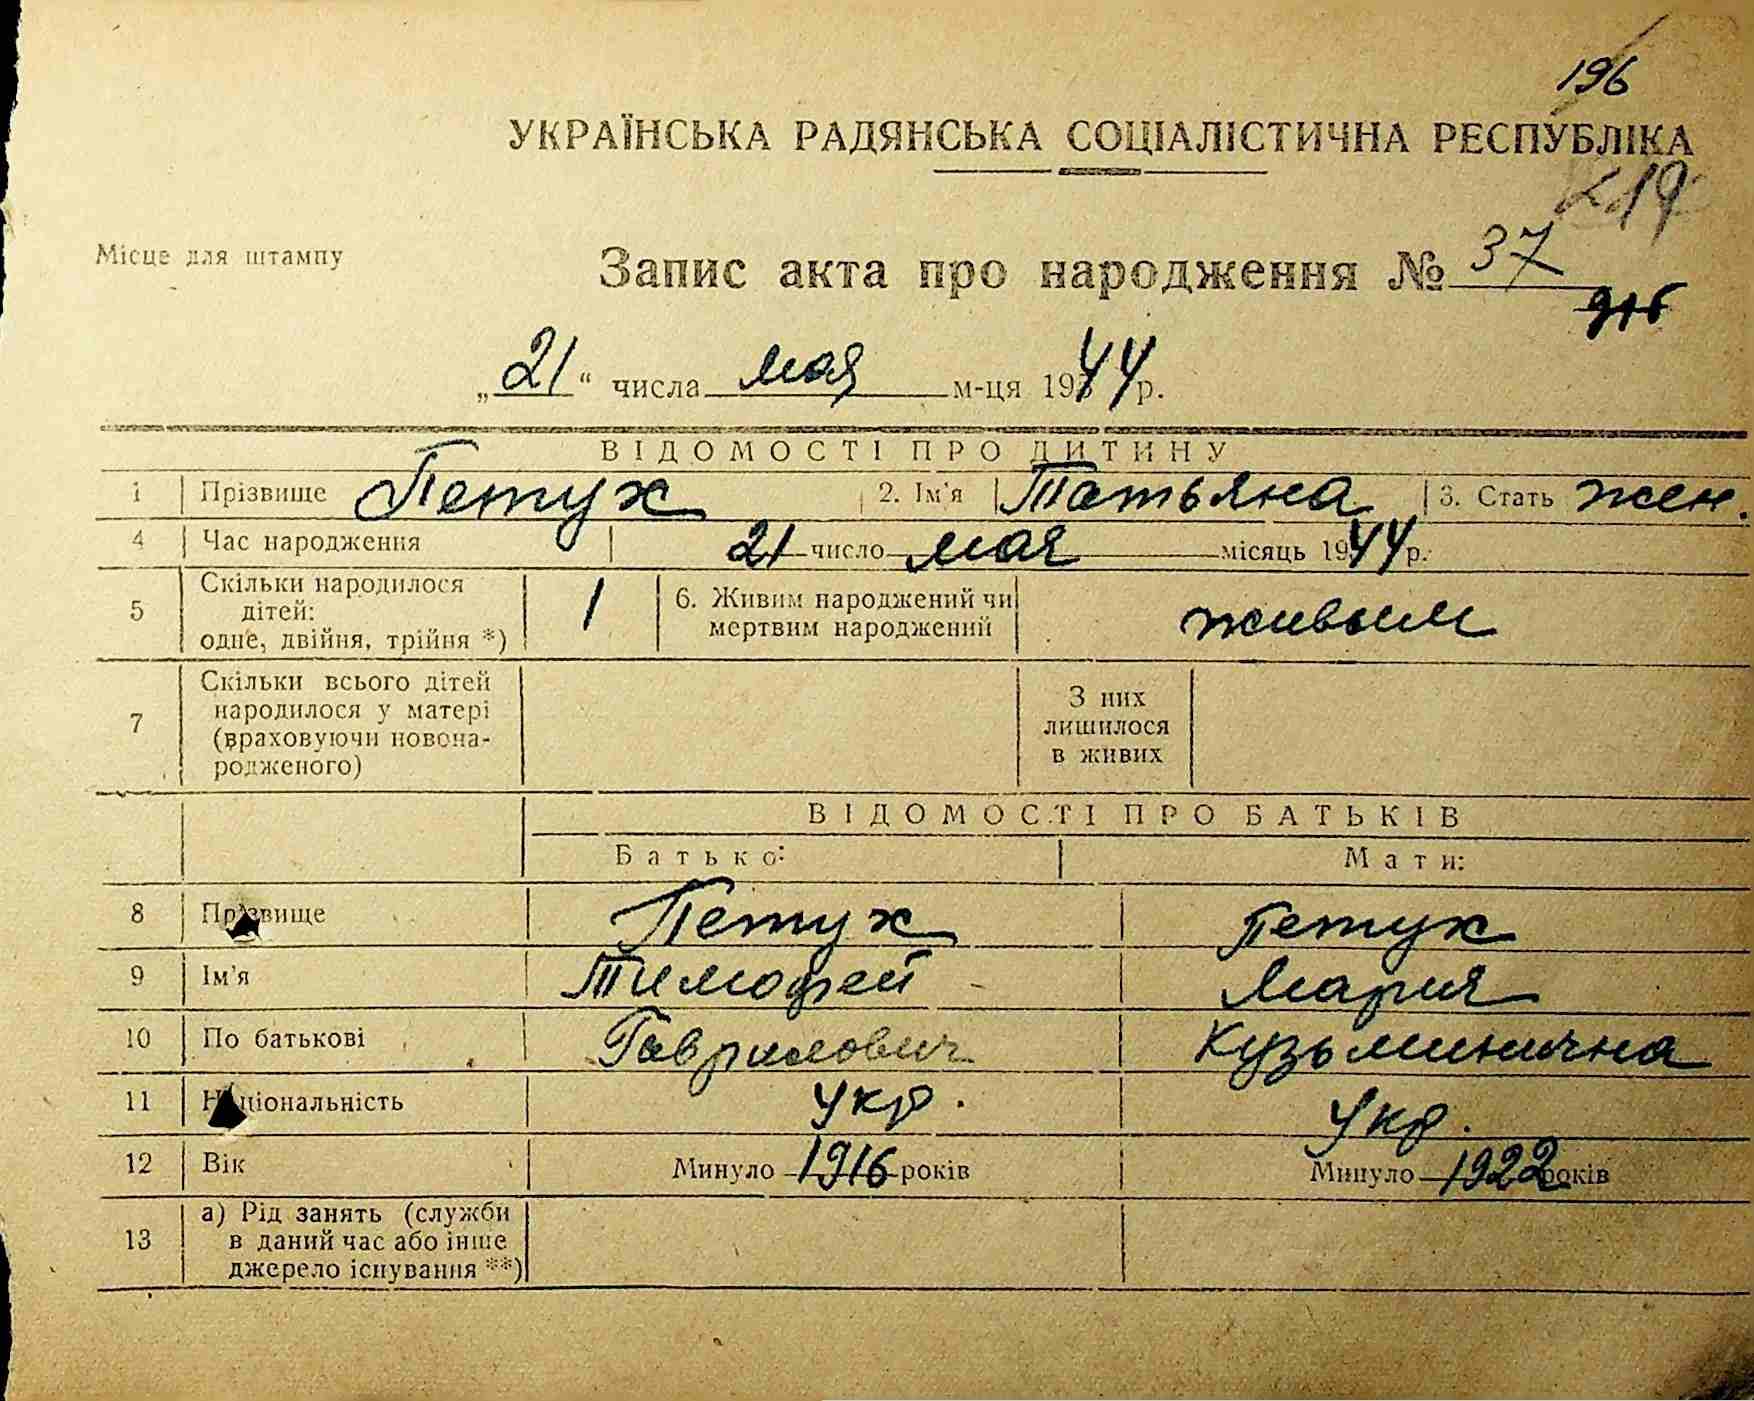 196
УКРАЇНСЬКА РАДЯНСЬКА СОЦІАЛІСТИЧНА РЕСПУБЛІКА
219
Місце для штампу
Запис акта про народження № 37
„21“ числа мая м-ця 1944 р.
ВІДОМОСТІ ПРО ДИТИНУ
1 Прізвище Петух 2. Ім'я Татьяна 3. Стать жен.
4 Час народження 21 число мая місяць 1944 р.
5 Скільки народилося дітей: одне, двійня, трійня *) 1 6. Живим народжений чи мертвим народжений живым
7 Скільки всього дітей народилося у матері (враховуючи новона-родженого) З них лишилося в живих
ВІДОМОСТІ ПРО БАТЬКІВ
Батько: Мати:
8 Прізвище Петух Петух
9 Ім'я Тимофей Мария
10 По батькові Гаврилович Кузьминична
11 Національність укр. укр.
12 Вік Минуло 1916 років Минуло 1922 років
13 а) Рід занять (служби в даний час або інше джерело існування **)